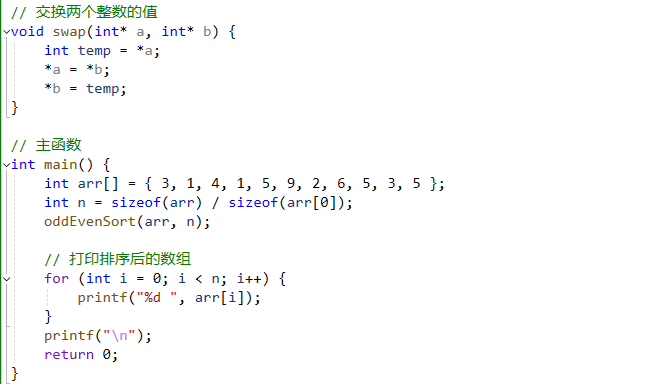 // 交换两个整数的值
void swap(int* a, int* b) {
    int temp = *a;
    *a = *b;
    *b = temp;
}

// 主函数
int main() {
    int arr[] = { 3, 1, 4, 1, 5, 9, 2, 6, 5, 3, 5 };
    int n = sizeof(arr) / sizeof(arr[0]);
    oddEvenSort(arr, n);

    // 打印排序后的数组
    for (int i = 0; i < n; i++) {
        printf("%d ", arr[i]);
    }
    printf("\n");
    return 0;
}